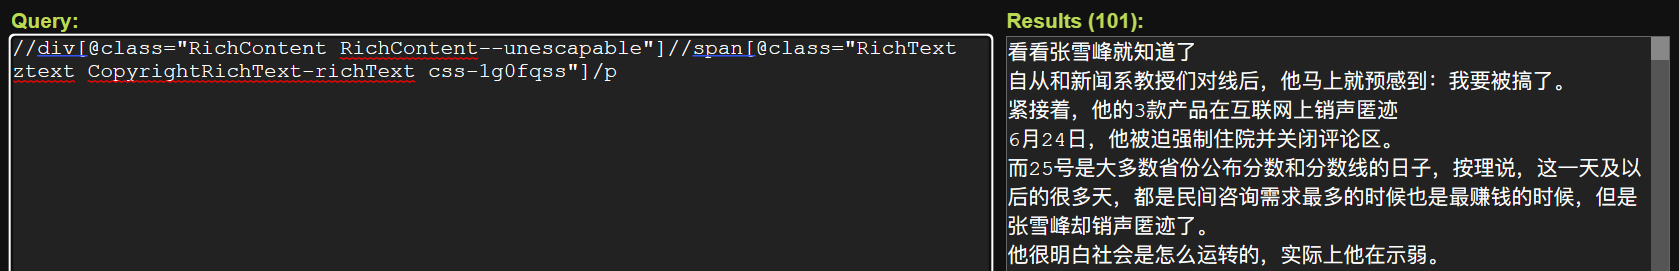 Query:
//div[@class="RichContent RichContent--unescapable"]//span[@class="RichText
ztext CopyrightRichText-richText css-1g0fqss"]/p
Results (101):
看看张雪峰就知道了
自从和新闻系教授们对线后，他马上就预感到：我要被搞了。
紧接着，他的3款产品在互联网上销声匿迹
6月24日，他被迫强制住院并关闭评论区。
而25号是大多数省份公布分数和分数线的日子，按理说，这一天及以
后的很多天，都是民间咨询需求最多的时候也是最赚钱的时候，但是
张雪峰却销声匿迹了。
他很明白社会是怎么运转的，实际上他在示弱。